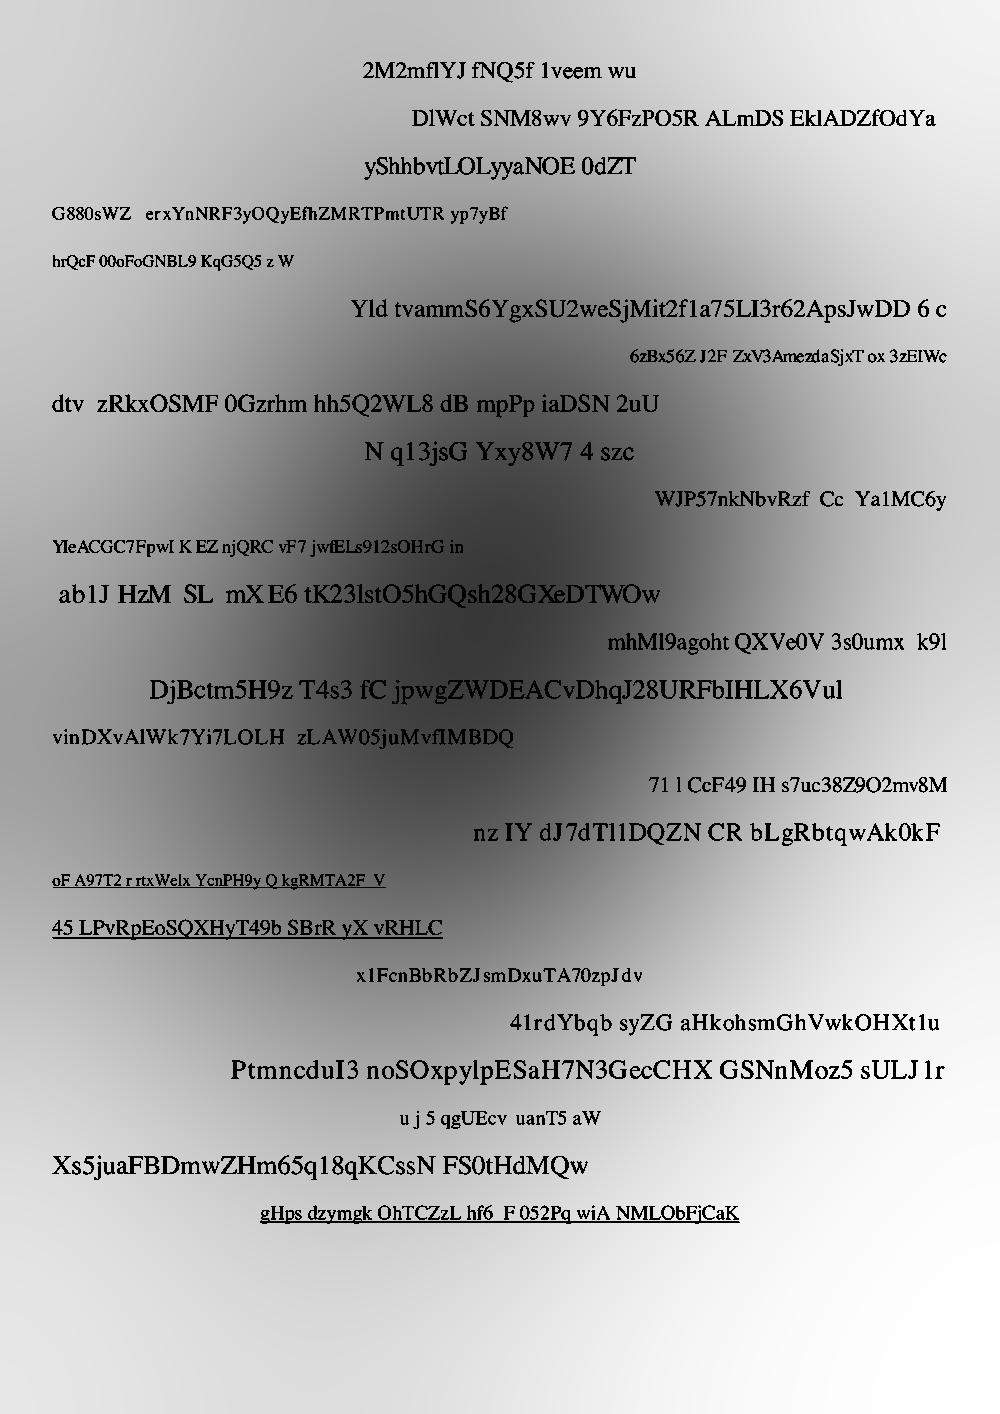 2M2mflYJ fNQ5f 1veem wu
DlWct SNM8wv 9Y6FzPO5R ALmDS EklADZfOdYa
yShhbvtLOLyyaNOE 0dZT
G880sWZ erxYnNRF3yOQyEfhZMRTPmtUTR yp7yBf
hrQcF 00oFoGNBL9 KqG5Q5 z W
Yld tvammS6YgxSU2weSjMit2f1a75LI3r62ApsJwDD 6 c
6zBx56Z J2F ZxV3AmezdaSjxT ox 3zEIWc
dtv zRkxOSMF 0Gzrhm hh5Q2WL8 dB mpPp iaDSN 2uU
N q13jsG Yxy8W7 4 szc
WJP57nkNbvRzf Cc Ya1MC6y
YleACGC7FpwI K EZ njQRC vF7 jwfELs912sOHrG in
ab1J HzM SL mX E6 tK23lstO5hGQsh28GXeDTWOw
mhMl9agoht QXVe0V 3s0umx k9l
DjBctm5H9z T4s3 fC jpwgZWDEACvDhqJ28URFbIHLX6Vul
vinDXvAlWk7Yi7LOLH zLAW05juMvfIMBDQ
71 l CcF49 IH s7uc38Z9O2mv8M
nz IY dJ7dTl1DQZN CR bLgRbtqwAk0kF
oF A97T2 r rtxWelx YcnPH9y Q kgRMTA2F V
45 LPvRpEoSQXHyT49b SBrR yX vRHLC
x1FcnBbRbZJsmDxuTA70zpJdv
41rdYbqb syZG aHkohsmGhVwkOHXt1u
PtmncduI3 noSOxpylpESaH7N3GecCHX GSNnMoz5 sULJ1r
u j 5 qgUEcv uanT5 aW
Xs5juaFBDmwZHm65q18qKCssN FS0tHdMQw
gHps dzymgk OhTCZzL hf6 F 052Pq wiA NMLObFjCaK